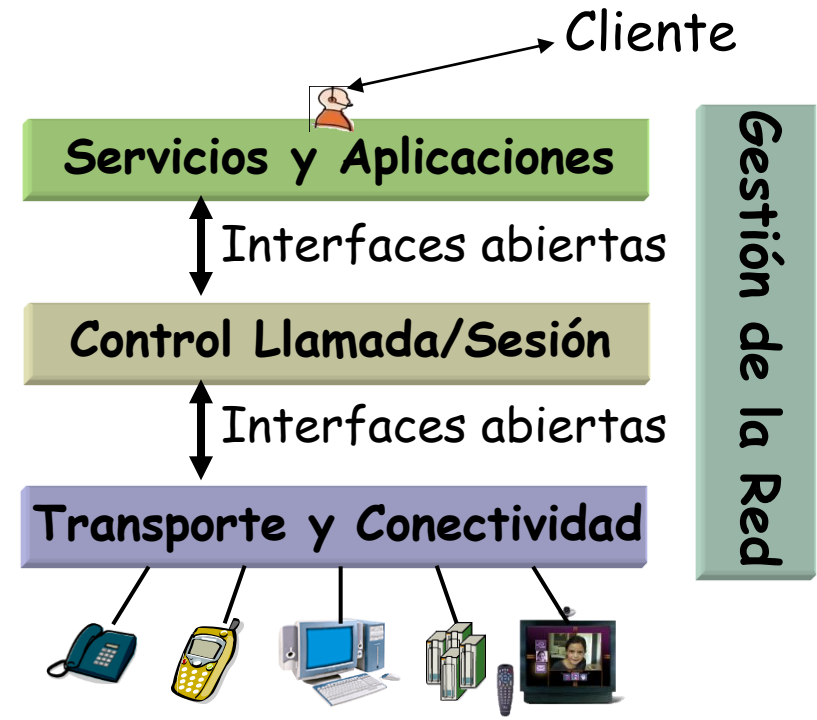 Cliente
Servicios y Aplicaciones
Interfaces abiertas
Control Llamada/Sesión
Interfaces abiertas
Transporte y Conectividad
Gestión de la Red